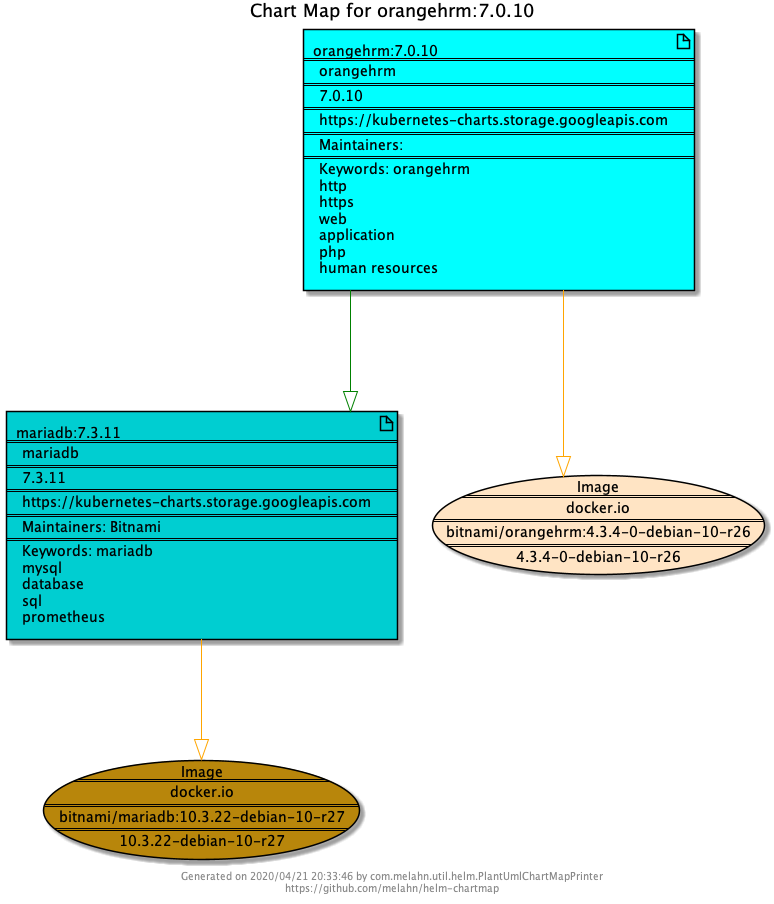 Chart Map for orangehrm:7.0.10
orangehrm:7.0.10
orangehrm
7.0.10
https://kubernetes-charts.storage.googleapis.com
Maintainers:
Keywords: orangehrm
http
https
web
application
php
human resources
mariadb:7.3.11
mariadb
7.3.11
https://kubernetes-charts.storage.googleapis.com
Maintainers: Bitnami
Keywords: mariadb
mysql
database
sql
prometheus
Image
docker.io
bitnami/orangehrm:4.3.4-0-debian-10-r26
4.3.4-0-debian-10-r26
Image
docker.io
bitnami/mariadb:10.3.22-debian-10-r27
10.3.22-debian-10-r27
Generated on 2020/04/21 20:33:46 by com.melahn.util.helm.PlantUmlChartMapPrinter
https://github.com/melahn/helm-chartmap